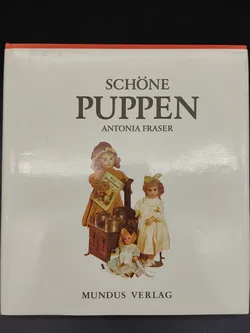 SCHÖNE
PUPPEN
ANTONIA FRASER
MUNDUS VERLAG